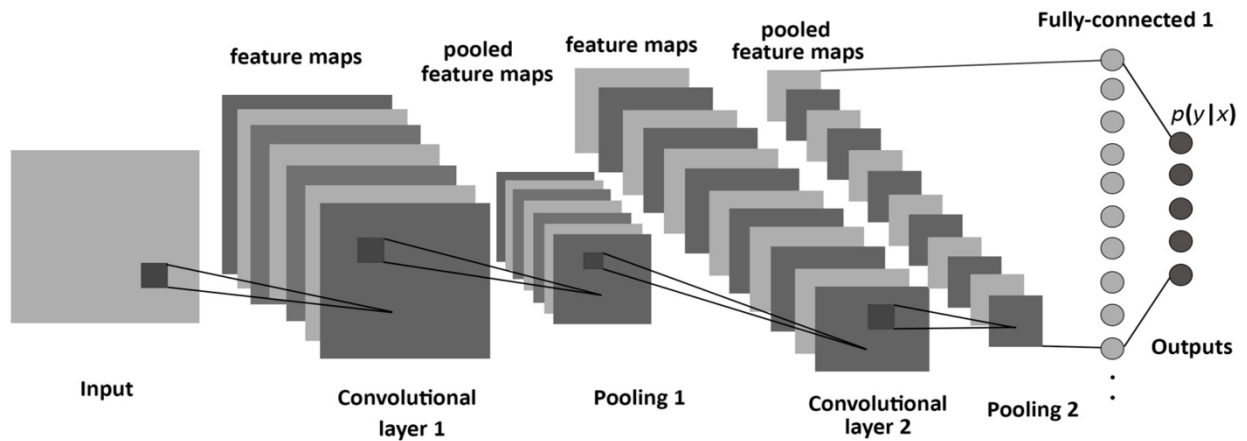 Fully-connected 1
feature maps
pooled
feature maps
feature maps
pooled
feature maps
p(y|x)
Input
Convolutional
layer 1
Pooling 1
Convolutional
layer 2
Pooling 2
Outputs